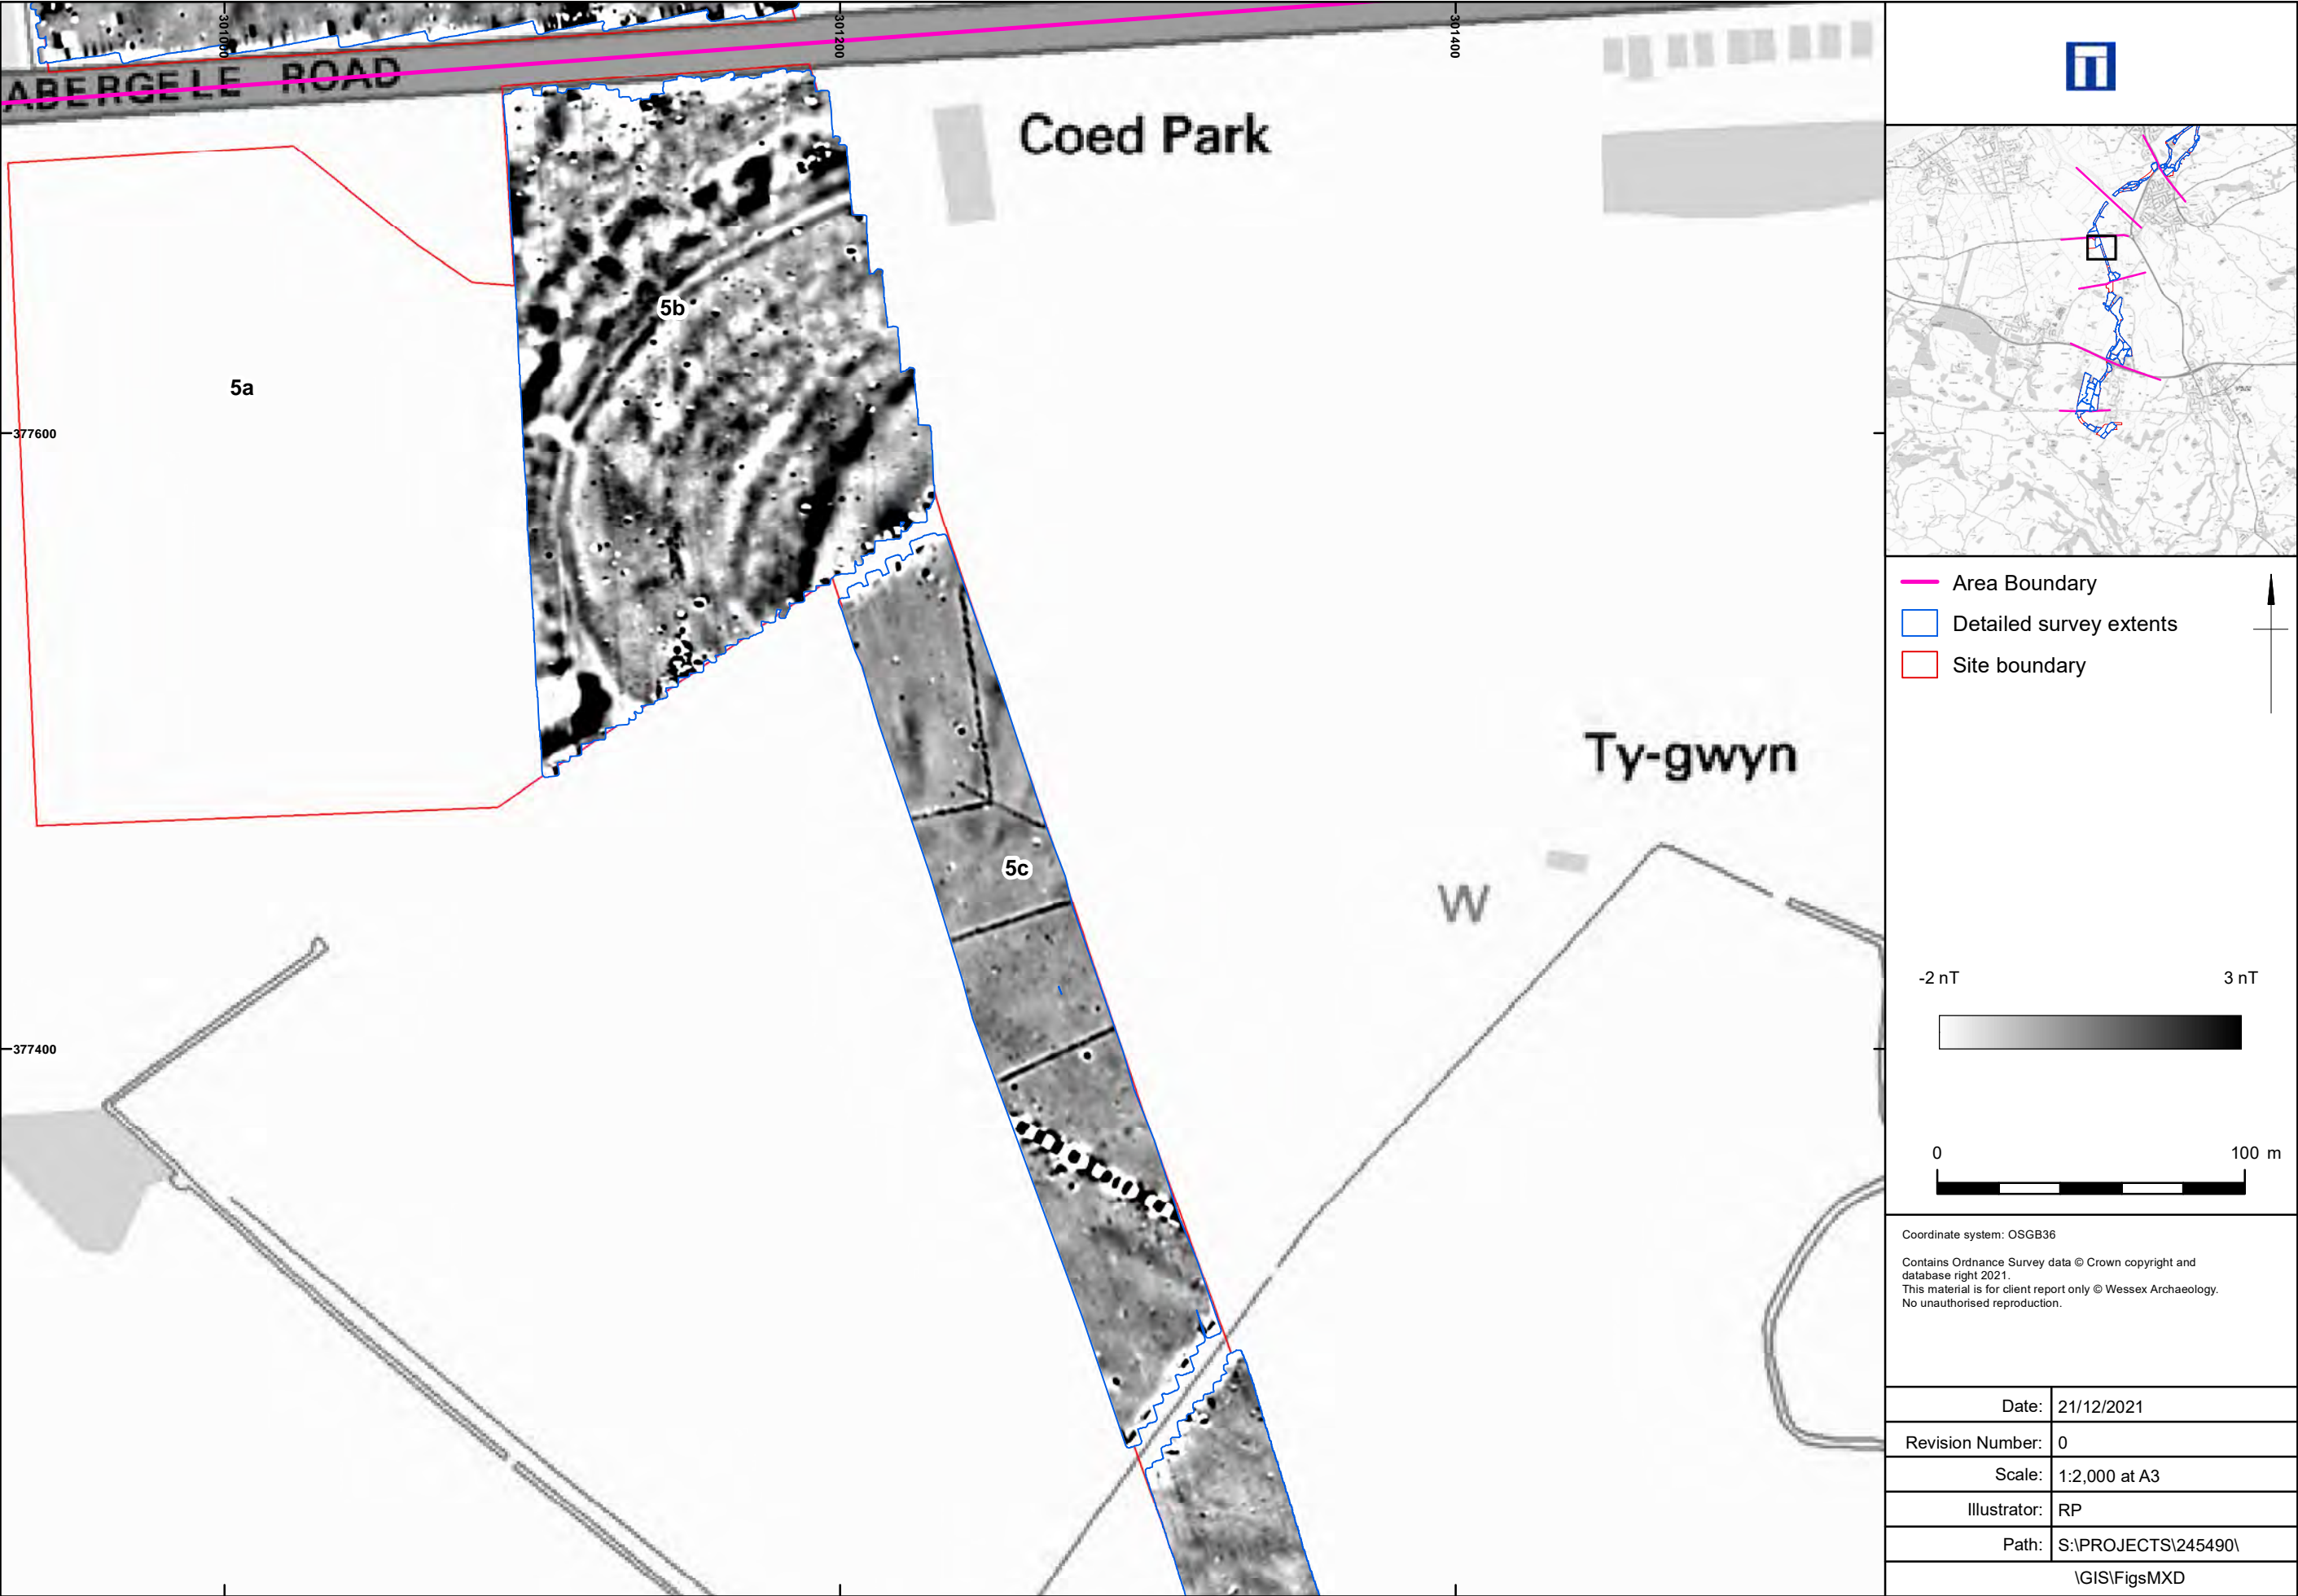 301000
301200
301400
ABERGELE ROAD
Coed Park
5b
5a
377600
Ty-gwyn
5c
W
377400
Area Boundary
Detailed survey extents
Site boundary
-2 nT
3 nT
0
100 m
Coordinate system: OSGB36
Contains Ordnance Survey data © Crown copyright and
database right 2021.
This material is for client report only © Wessex Archaeology.
No unauthorised reproduction.
Date: 21/12/2021
Revision Number: 0
Scale: 1:2,000 at A3
Illustrator: RP
Path: S:\PROJECTS\245490\
\GIS\FigsMXD